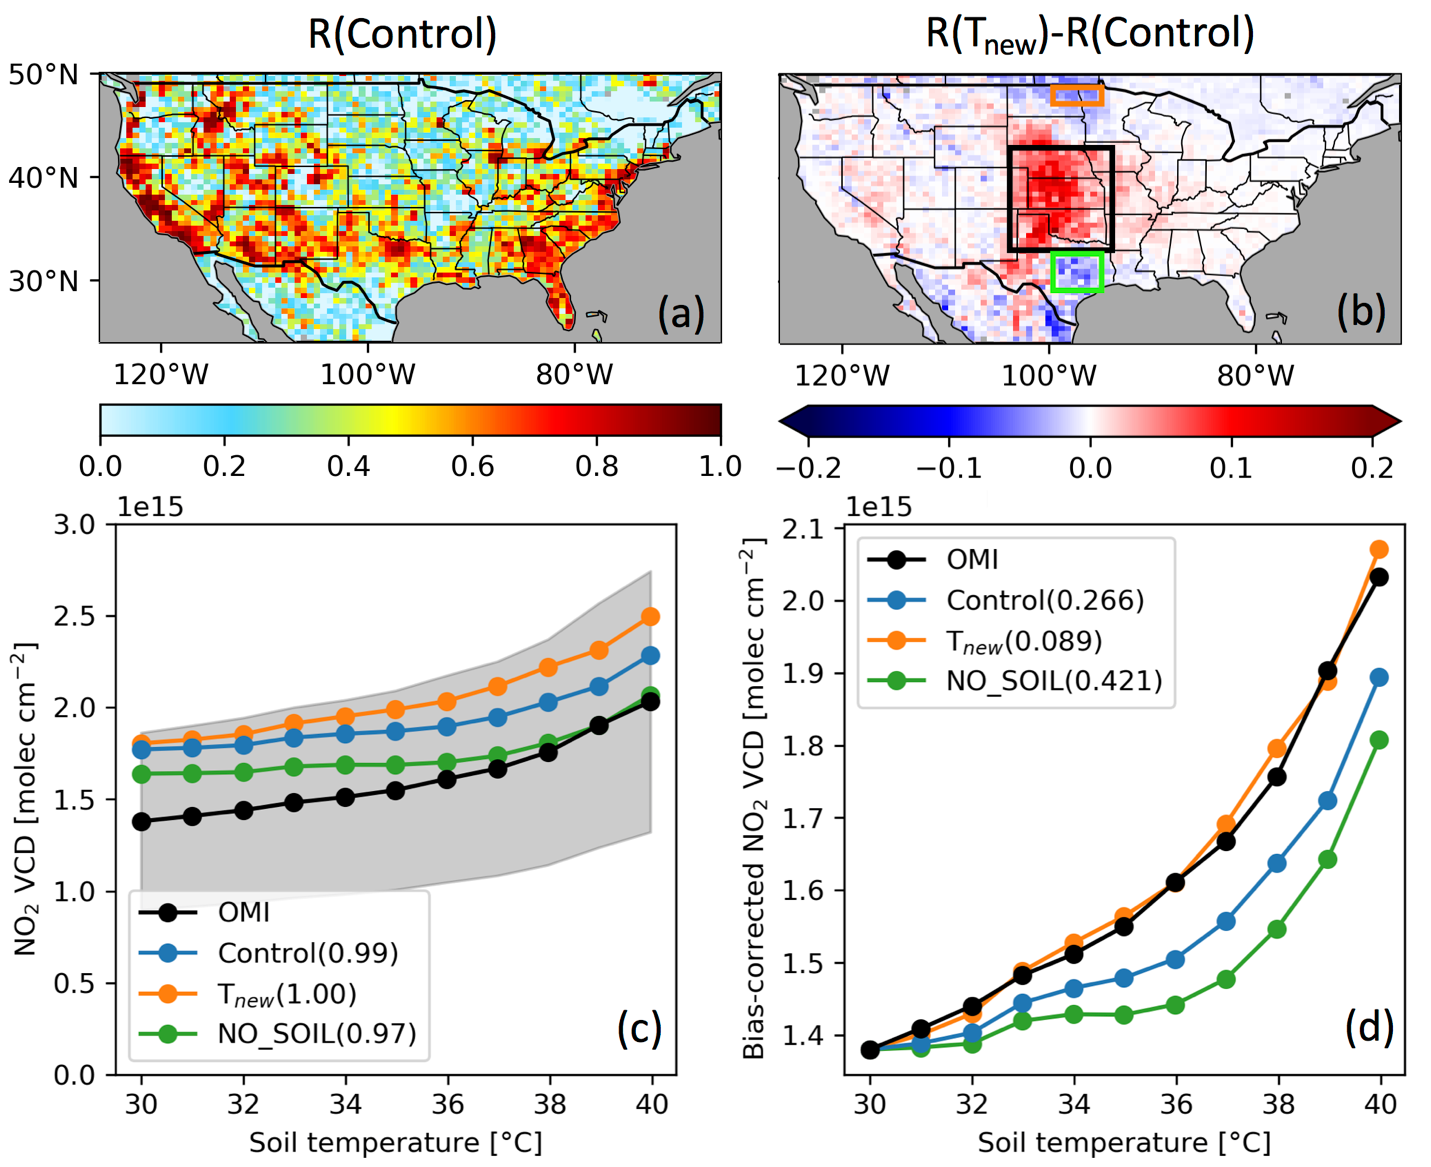 R(Control)
R(Tnew)-R(Control)
50°N
40°N
30°N
(a)
(b)
120°W 100°W 80°W
120°W 100°W 80°W
0.0 0.2 0.4 0.6 0.8 1.0
−0.2 −0.1 0.0 0.1 0.2
1e15
3.0
2.5
2.0
1.5
1.0
0.5
0.0
NO2 VCD [molec cm−2]
OMI
Control(0.99)
Tnew(1.00)
NO_SOIL(0.97)
(c)
30 32 34 36 38 40
Soil temperature [°C]
1e15
2.1
2.0
1.9
1.8
1.7
1.6
1.5
1.4
Bias-corrected NO2 VCD [molec cm−2]
OMI
Control(0.266)
Tnew(0.089)
NO_SOIL(0.421)
(d)
30 32 34 36 38 40
Soil temperature [°C]